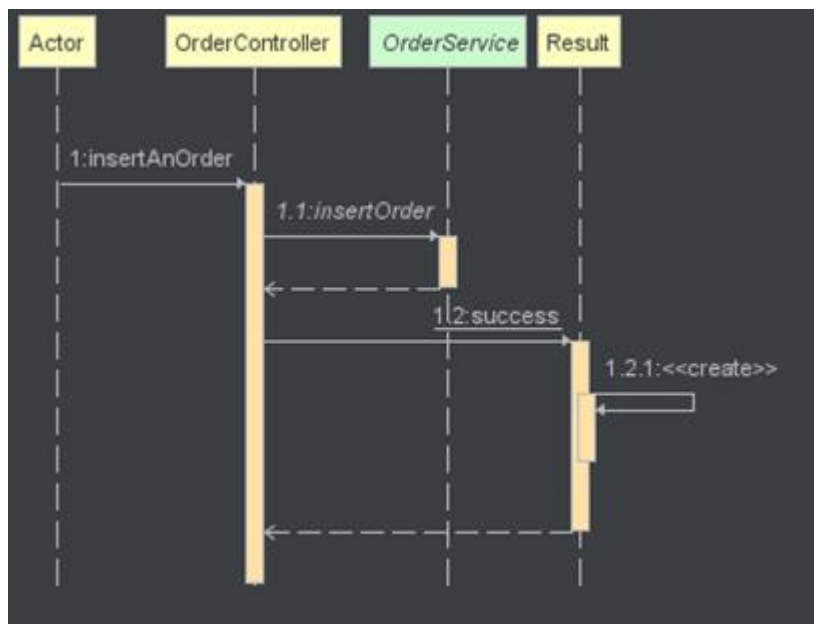 Actor
OrderController
OrderService
Result
1:insertAnOrder
1.1:insertOrder
1.2:success
1.2.1:<<create>>